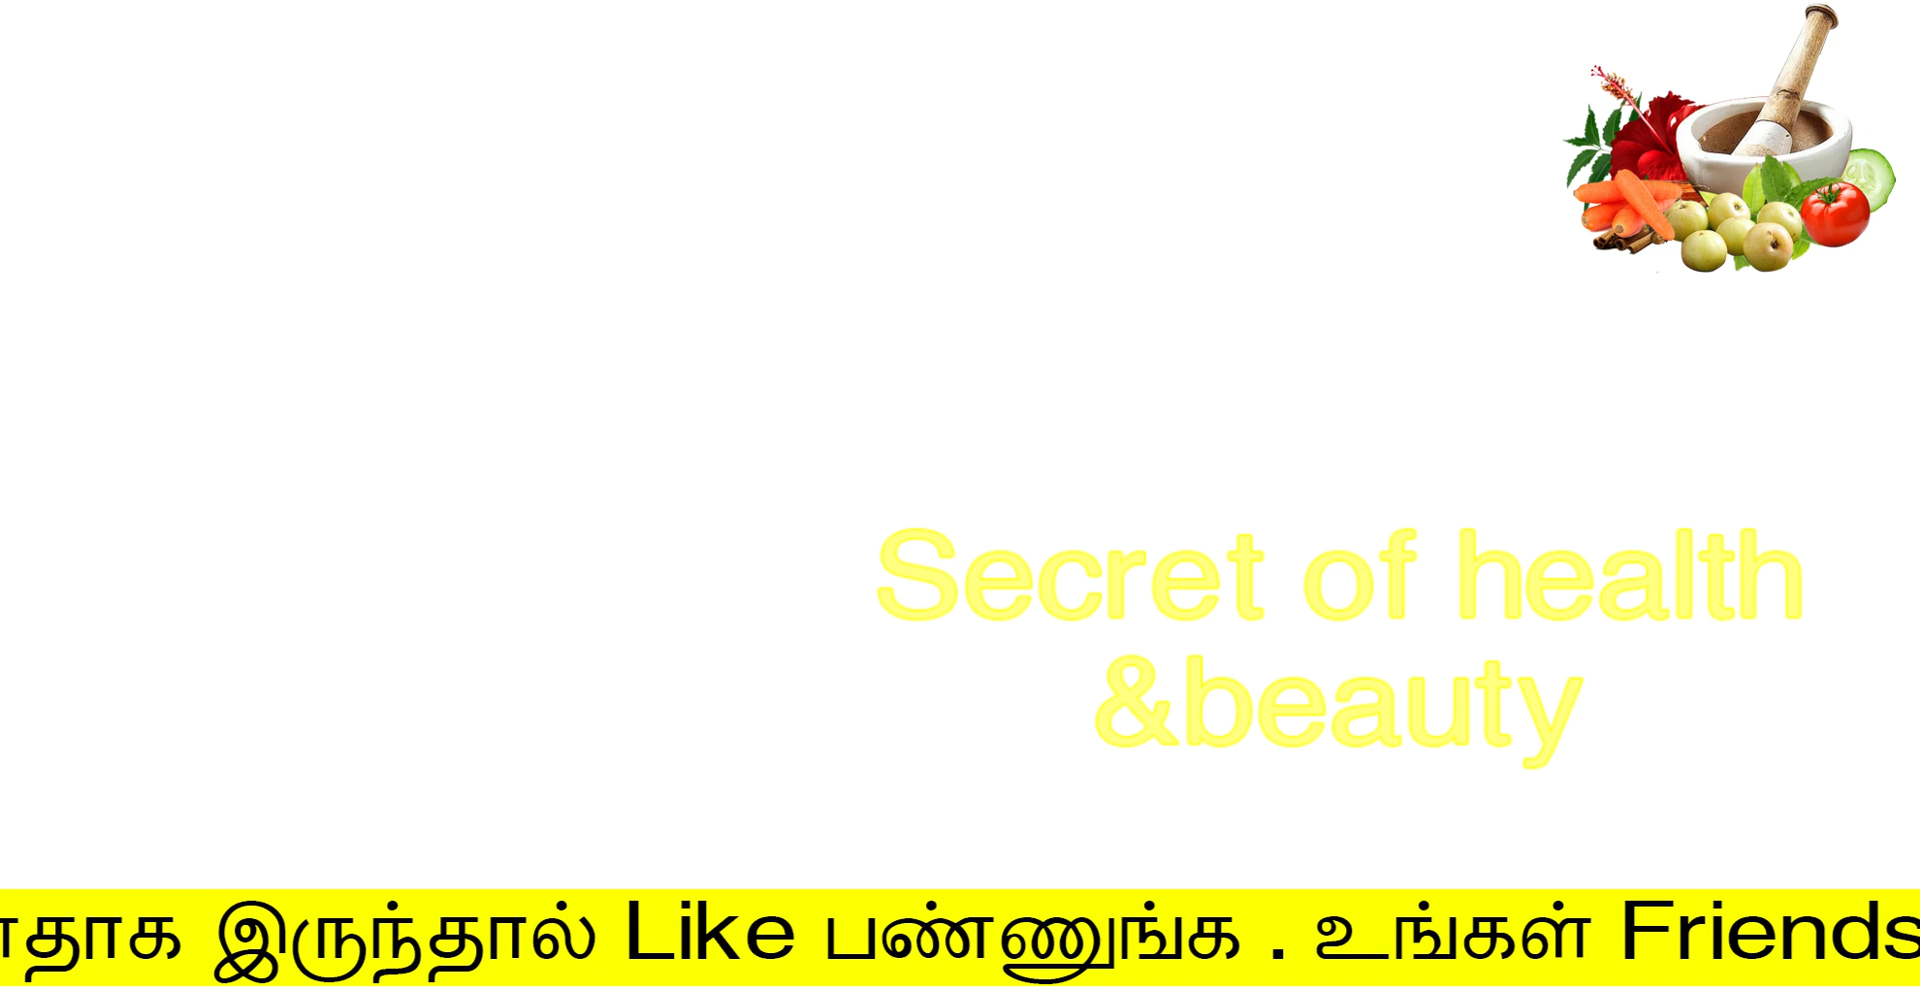 Secret of health
&beauty
தாக இருந்தால் Like பண்ணுங்க . உங்கள் Friends